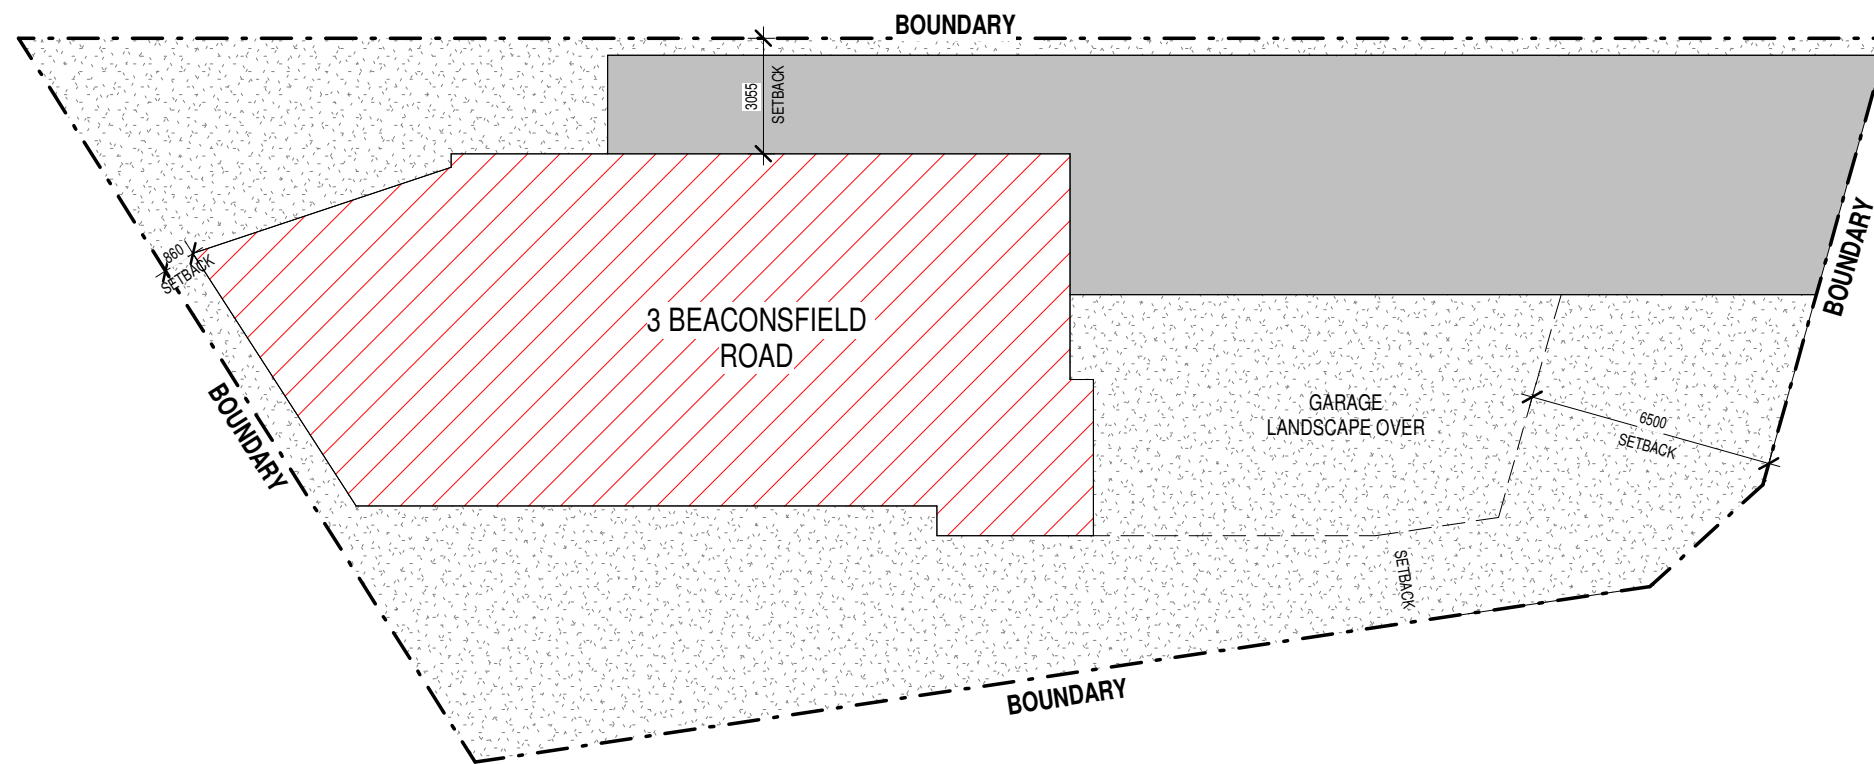 BOUNDARY
3055
SETBACK
860
SETBACK
BOUNDARY
3 BEACONSFIELD
ROAD
GARAGE
LANDSCAPE OVER
6500
SETBACK
BOUNDARY
SETBACK
BOUNDARY